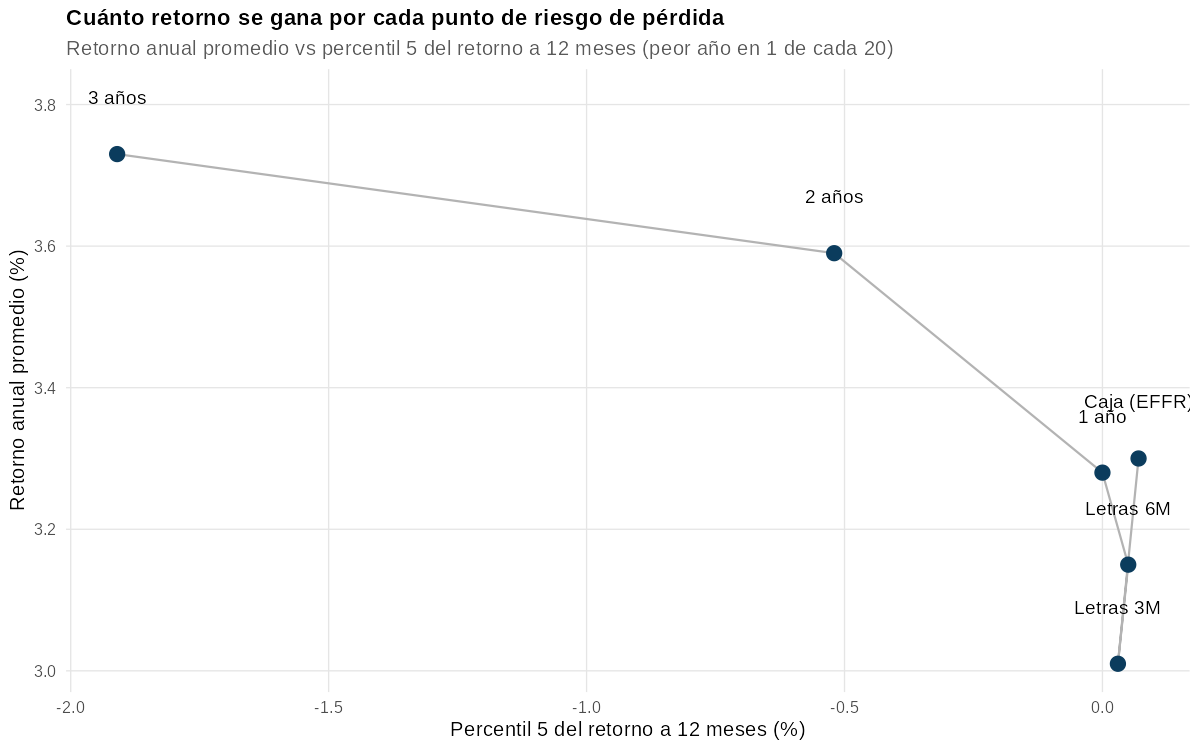 Cuánto retorno se gana por cada punto de riesgo de pérdida
Retorno anual promedio vs percentil 5 del retorno a 12 meses (peor año en 1 de cada 20)
Retorno anual promedio (%)
3.8
3.6
3.4
3.2
3.0
3 años
2 años
Caja (EFFR)
1 año
Letras 6M
Letras 3M
-2.0
-1.5
-1.0
-0.5
0.0
Percentil 5 del retorno a 12 meses (%)